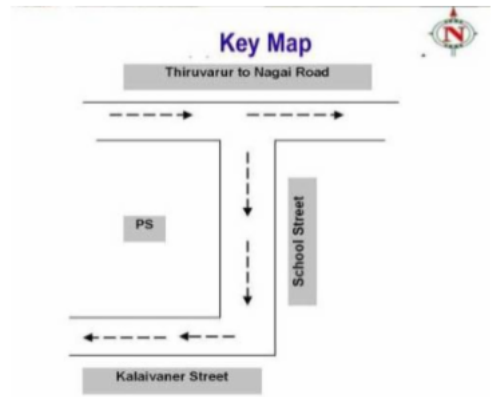 N
Key Map
Thiruvarur to Nagai Road
PS
School Street
Kalaivaner Street